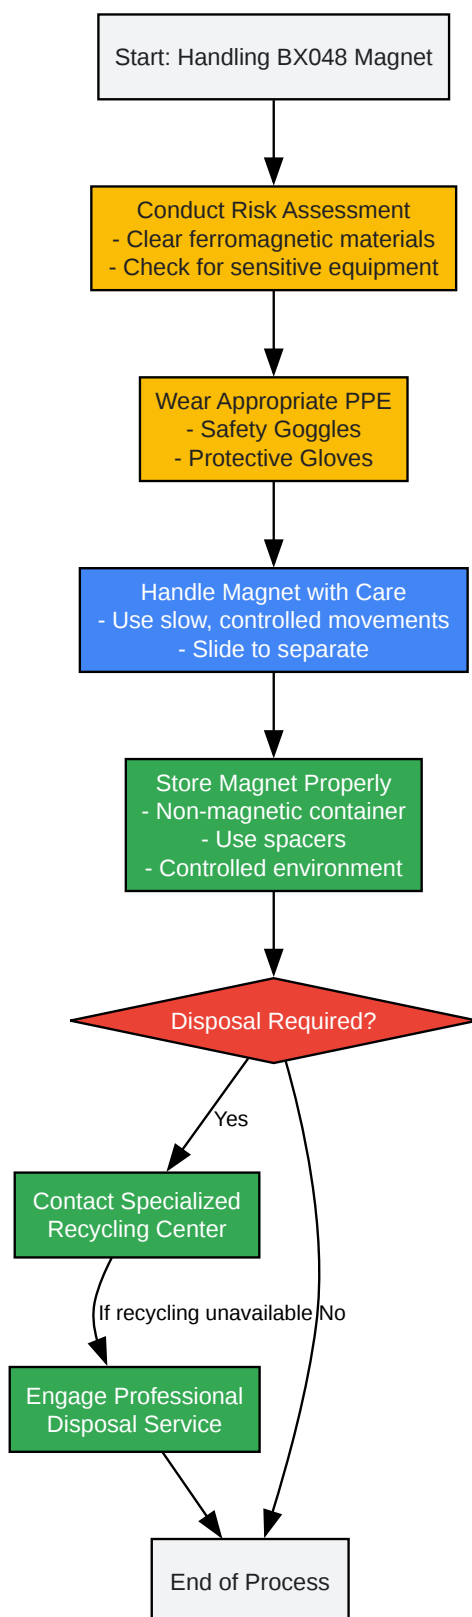 Start: Handling BX048 Magnet
Conduct Risk Assessment
- Clear ferromagnetic materials
- Check for sensitive equipment
Wear Appropriate PPE
- Safety Goggles
- Protective Gloves
Handle Magnet with Care
- Use slow, controlled movements
- Slide to separate
Store Magnet Properly
- Non-magnetic container
- Use spacers
- Controlled environment
Disposal Required?
Yes
Contact Specialized
Recycling Center
If recycling unavailable
No
Engage Professional
Disposal Service
End of Process